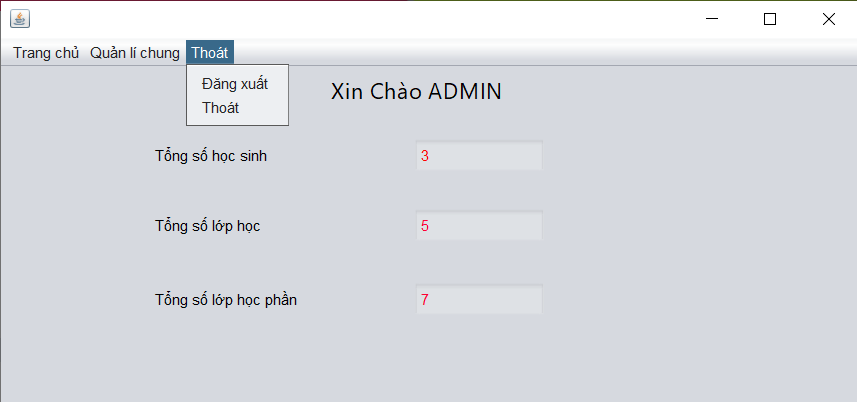 Trang chủ Quản lí chung Thoát
Đăng xuất
Thoát
Xin Chào ADMIN
Tổng số học sinh 3
Tổng số lớp học 5
Tổng số lớp học phần 7